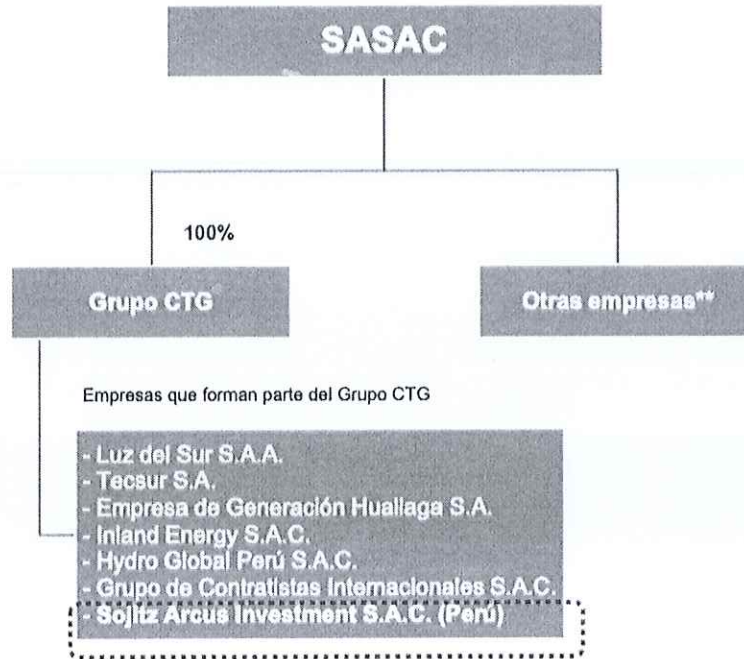 SASAC
100%
Grupo CTG
Otras empresas**
Empresas que forman parte del Grupo CTG
- Luz del Sur S.A.A.
- Tecsur S.A.
- Empresa de Generación Huallaga S.A.
- Inland Energy S.A.C.
- Hydro Global Perú S.A.C.
- Grupo de Contratistas Internacionales S.A.C.
- Sojitz Arcus Investment S.A.C. (Perú)